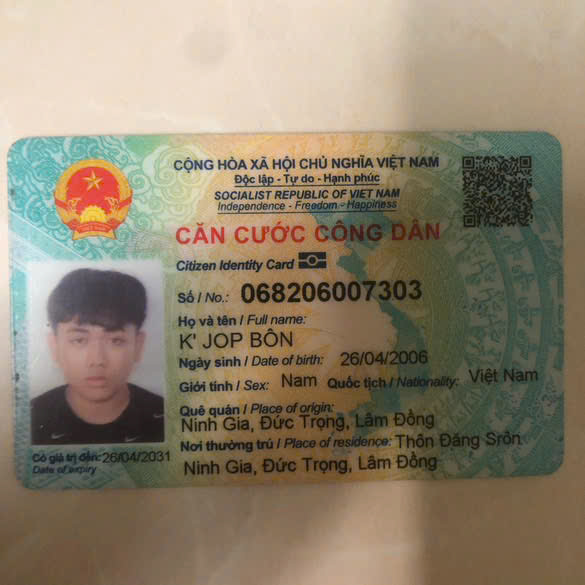 CỘNG HÒA XÃ HỘI CHỦ NGHĨA VIỆT NAM
Độc lập - Tự do - Hạnh phúc
SOCIALIST REPUBLIC OF VIET NAM
Independence - Freedom - Happiness
CĂN CƯỚC CÔNG DÂN
Citizen Identity Card
Số / No.: 068206007303
Họ và tên / Full name:
K' JOP BÔN
Ngày sinh / Date of birth: 26/04/2006
Giới tính / Sex: Nam Quốc tịch / Nationality: Việt Nam
Quê quán / Place of origin:
Ninh Gia, Đức Trọng, Lâm Đồng
Nơi thường trú / Place of residence: Thôn Đăng Srỗn
Ninh Gia, Đức Trọng, Lâm Đồng
Có giá trị đến: 26/04/2031
Date of expiry